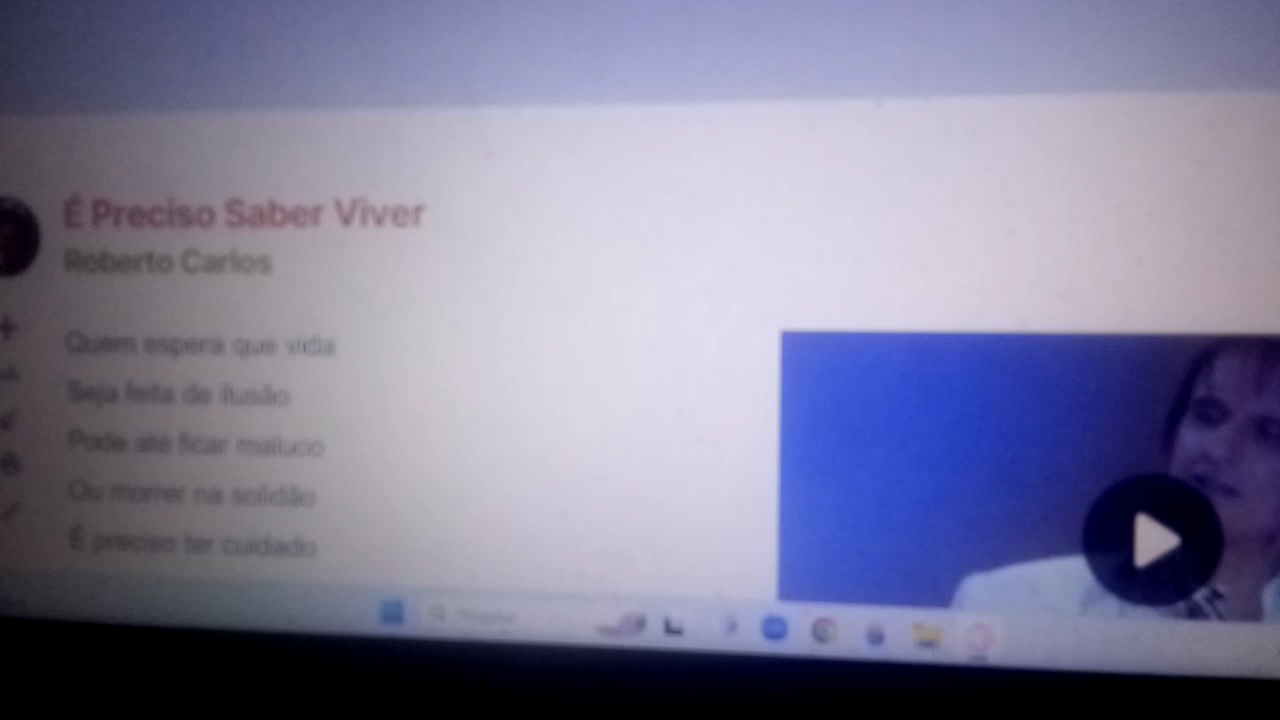 É Preciso Saber Viver
Roberto Carlos
Quem espera que vida
Seja feita de ilusão
Pode até ficar maluco
Ou morrer na solidão
É preciso ter cuidado